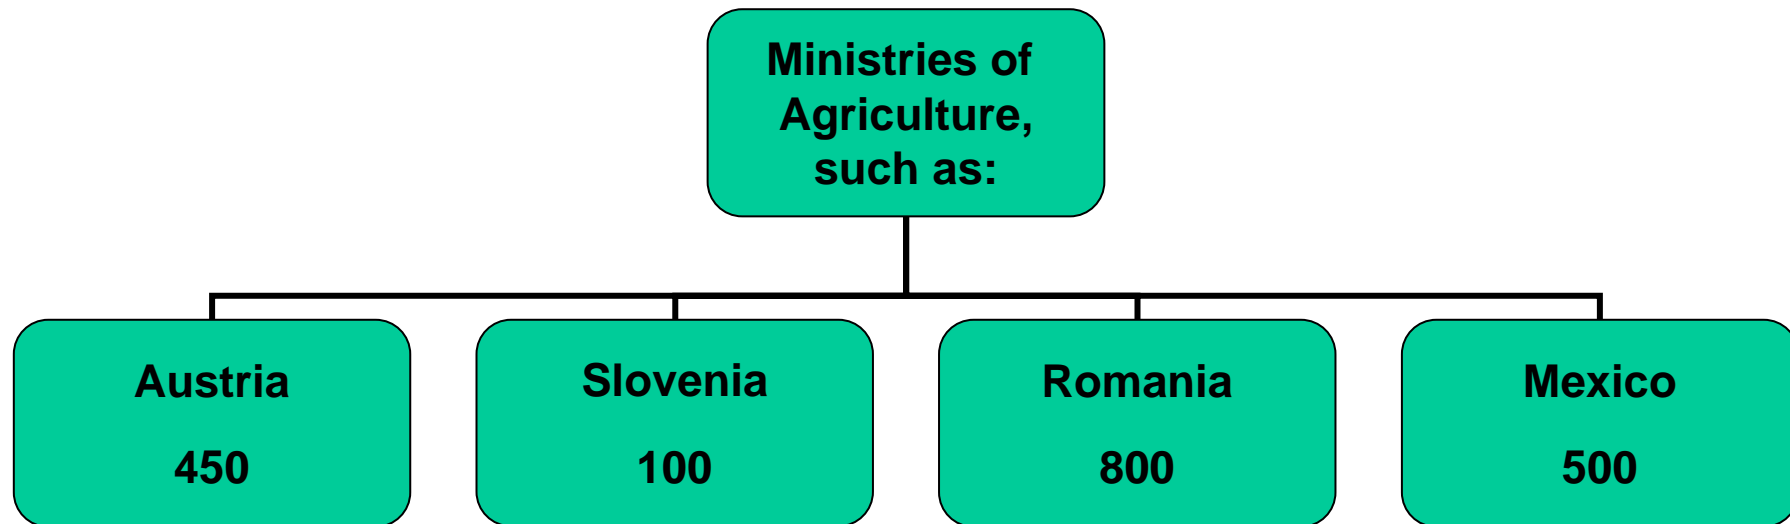 Ministries of
Agriculture,
such as:
Austria
450
Slovenia
100
Romania
800
Mexico
500